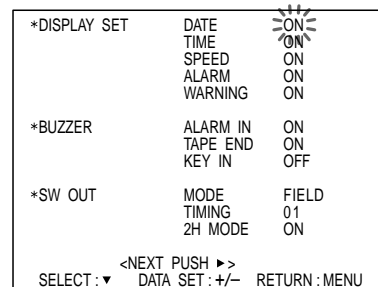 *DISPLAY SET DATE ON
TIME ON
SPEED ON
ALARM ON
WARNING ON
*BUZZER ALARM IN ON
TAPE END ON
KEY IN OFF
*SW OUT MODE FIELD
TIMING 01
2H MODE ON
<NEXT PUSH ►>
SELECT : ▼ DATA SET : +/– RETURN : MENU